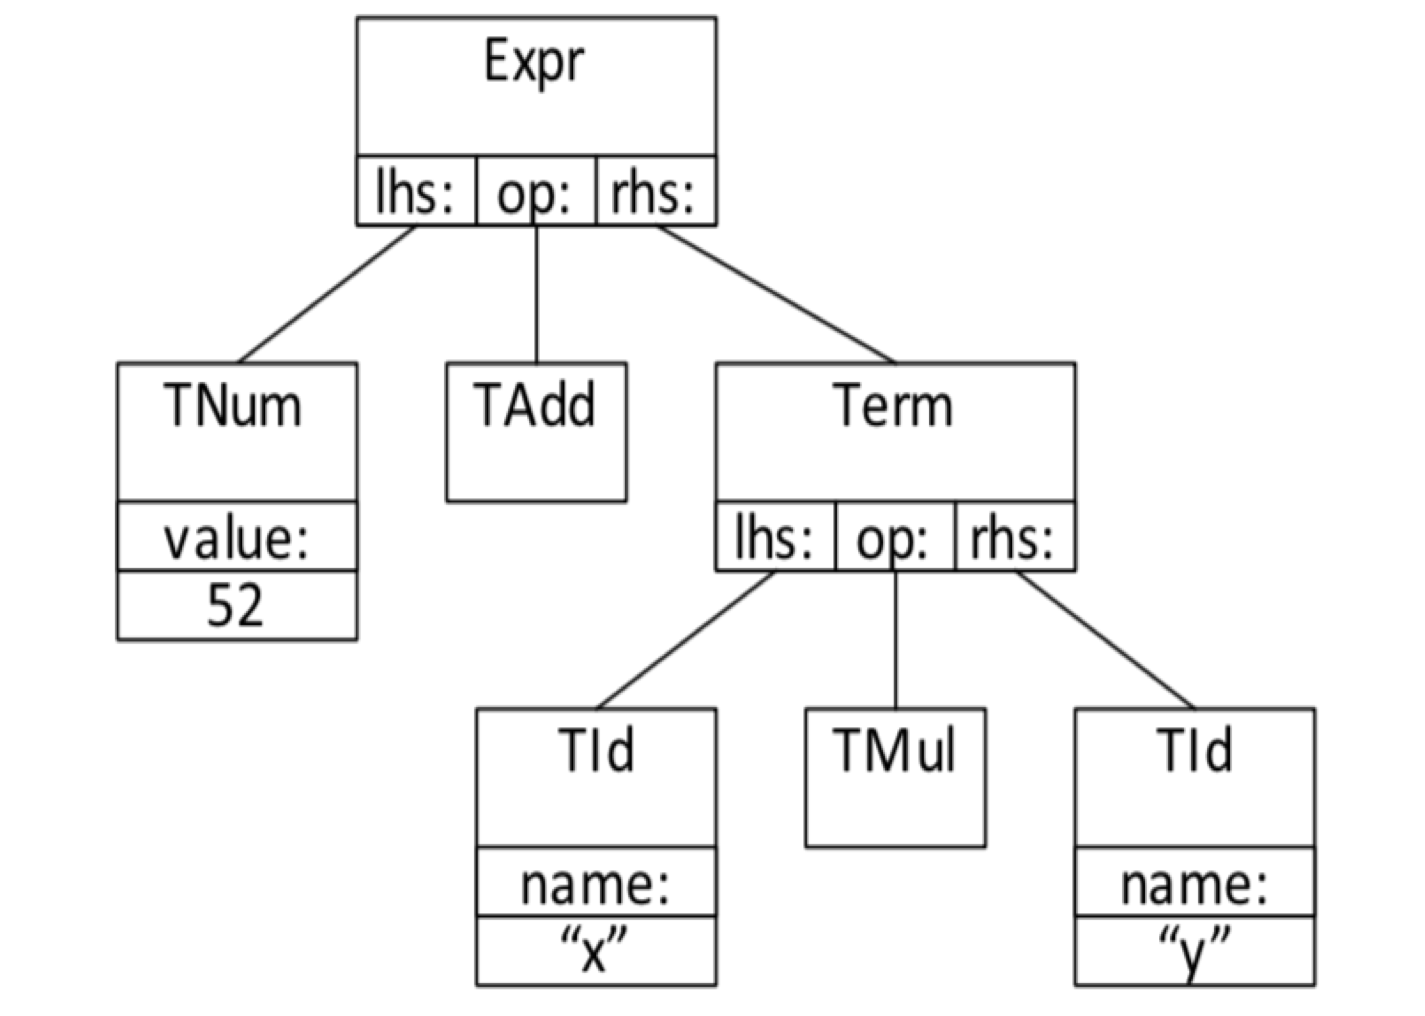 Expr
lhs: op: rhs:
TNum TAdd Term
value: lhs: op: rhs:
52
TId TMul TId
name: name:
“x” “y”